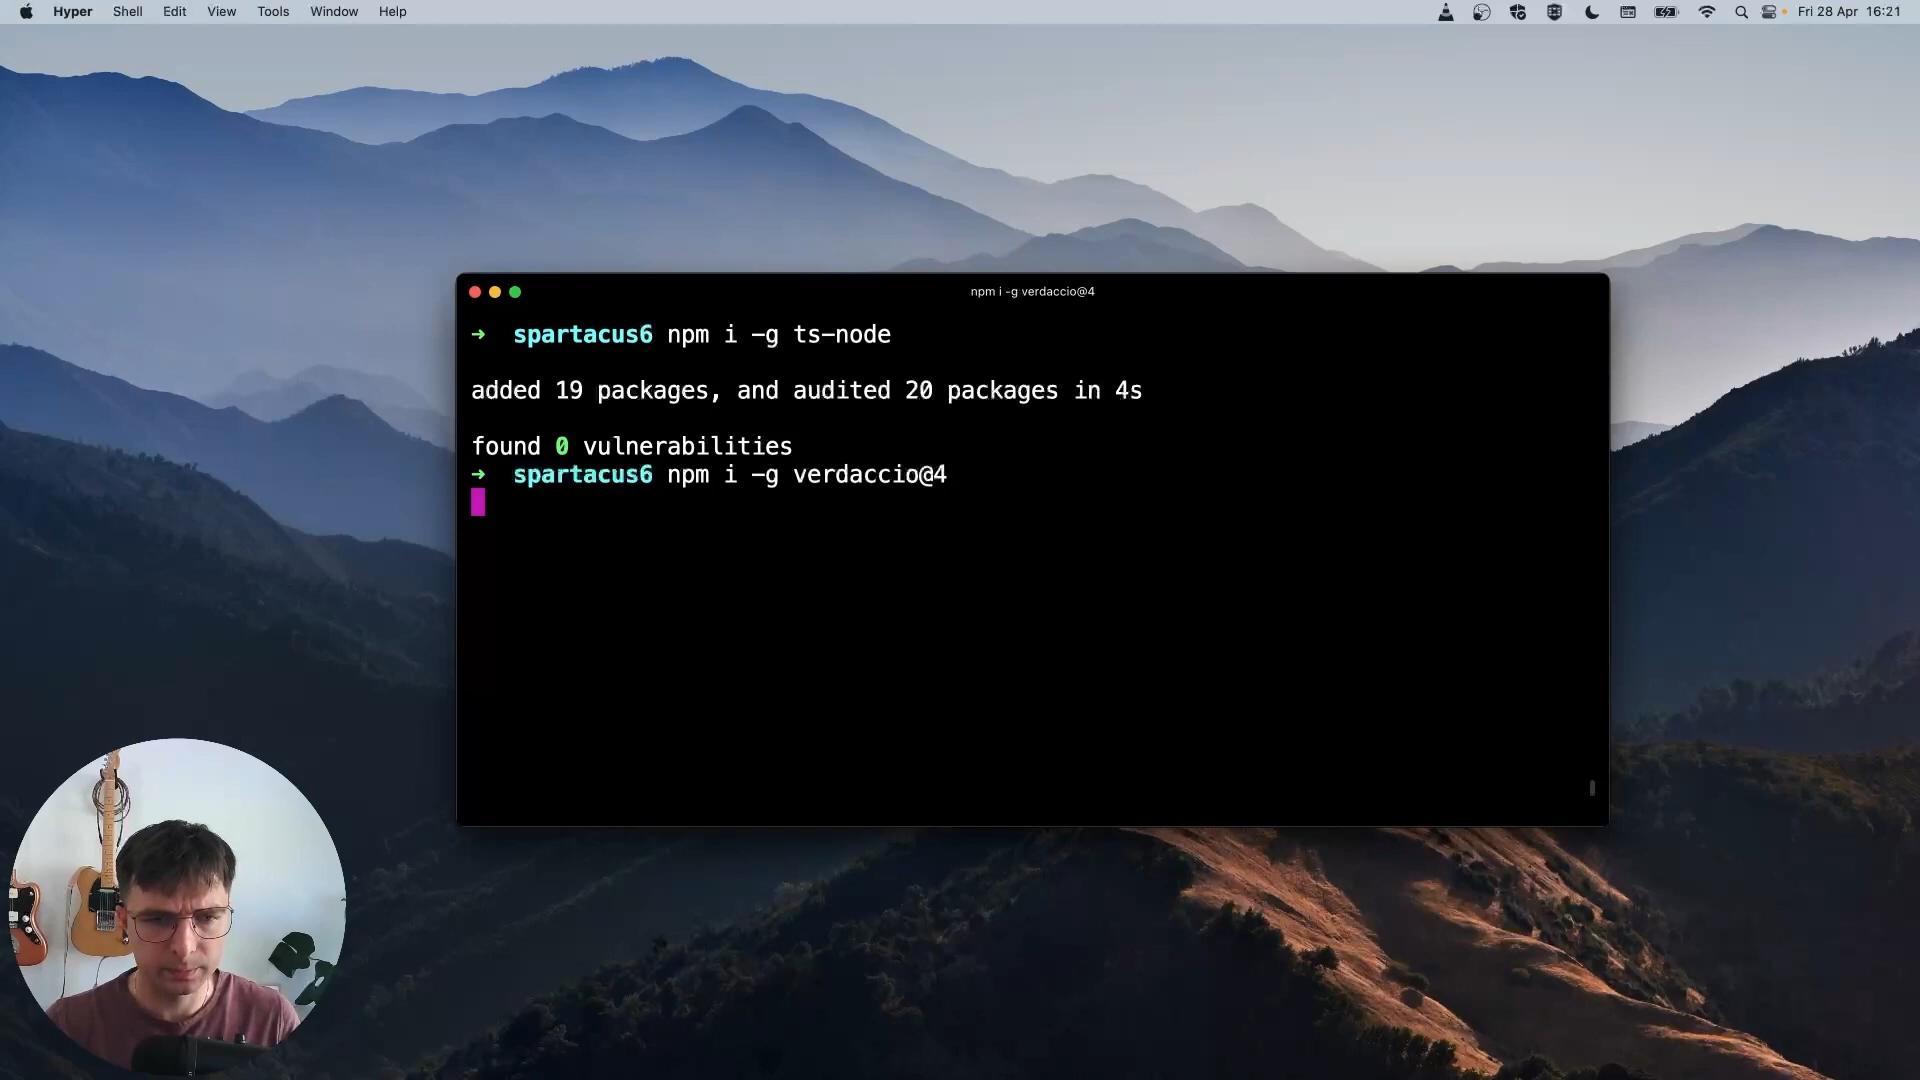 Hyper Shell Edit View Tools Window Help Fri 28 Apr 16:21
npm i -g verdaccio@4
→ spartacus6 npm i -g ts-node
added 19 packages, and audited 20 packages in 4s
found 0 vulnerabilities
→ spartacus6 npm i -g verdaccio@4